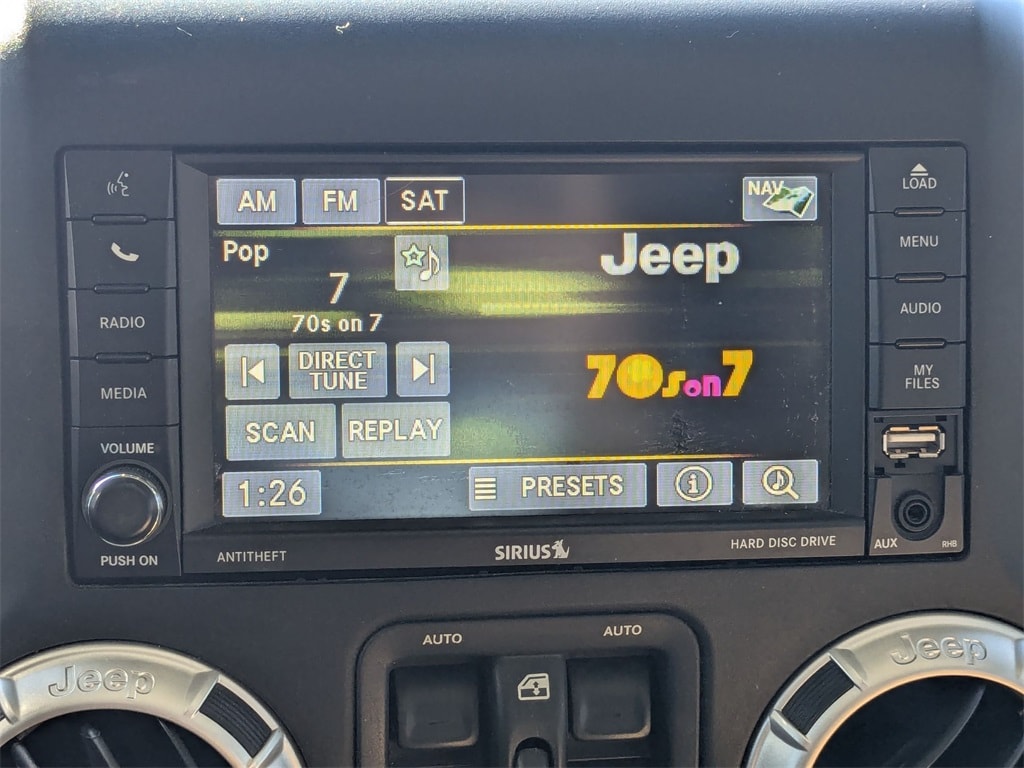 AM FM SAT NAV LOAD
MENU
Pop
Jeep
7
70s on 7
RADIO
AUDIO
DIRECT
TUNE
70s on 7
MY
FILES
MEDIA
SCAN REPLAY
VOLUME
1:26 PRESETS
PUSH ON
ANTITHEFT SIRIUS HARD DISC DRIVE AUX RHB
AUTO AUTO
Jeep Jeep